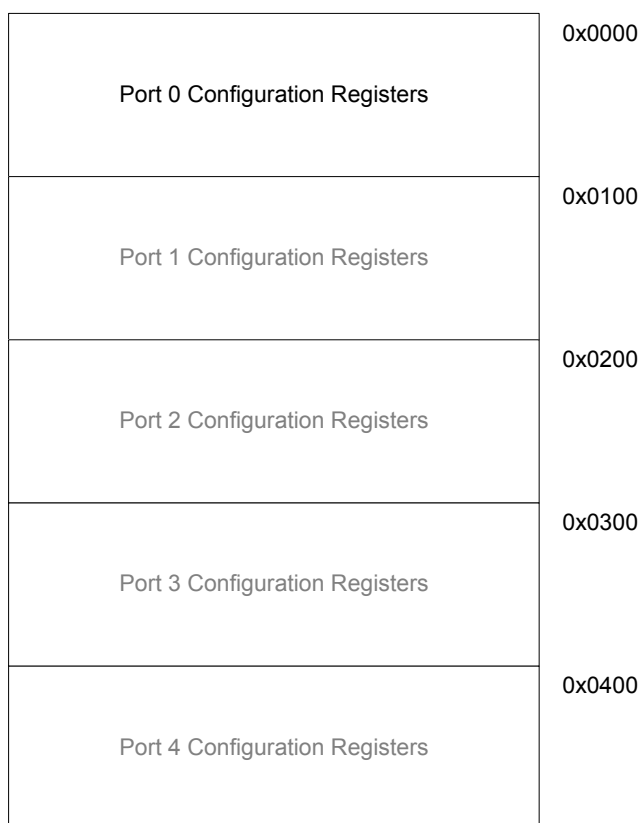 0x0000
Port 0 Configuration Registers
0x0100
Port 1 Configuration Registers
0x0200
Port 2 Configuration Registers
0x0300
Port 3 Configuration Registers
0x0400
Port 4 Configuration Registers